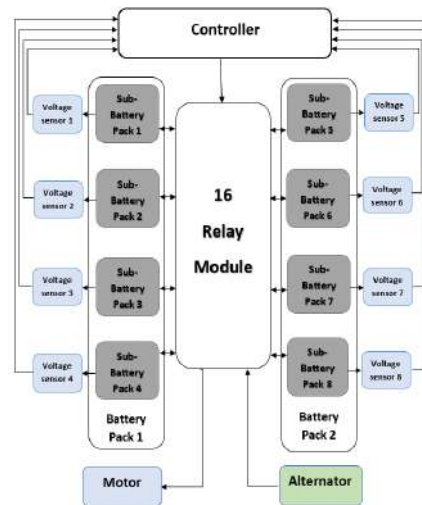 Controller
Voltage
sensor 1
Sub-
Battery
Pack 1
Voltage
sensor 2
Sub-
Battery
Pack 2
Voltage
sensor 3
Sub-
Battery
Pack 3
Voltage
sensor 4
Sub-
Battery
Pack 4
Battery
Pack 1
16
Relay
Module
Sub-
Battery
Pack 5
Voltage
sensor 5
Sub-
Battery
Pack 6
Voltage
sensor 6
Sub-
Battery
Pack 7
Voltage
sensor 7
Sub-
Battery
Pack 8
Voltage
sensor 8
Battery
Pack 2
Motor
Alternator